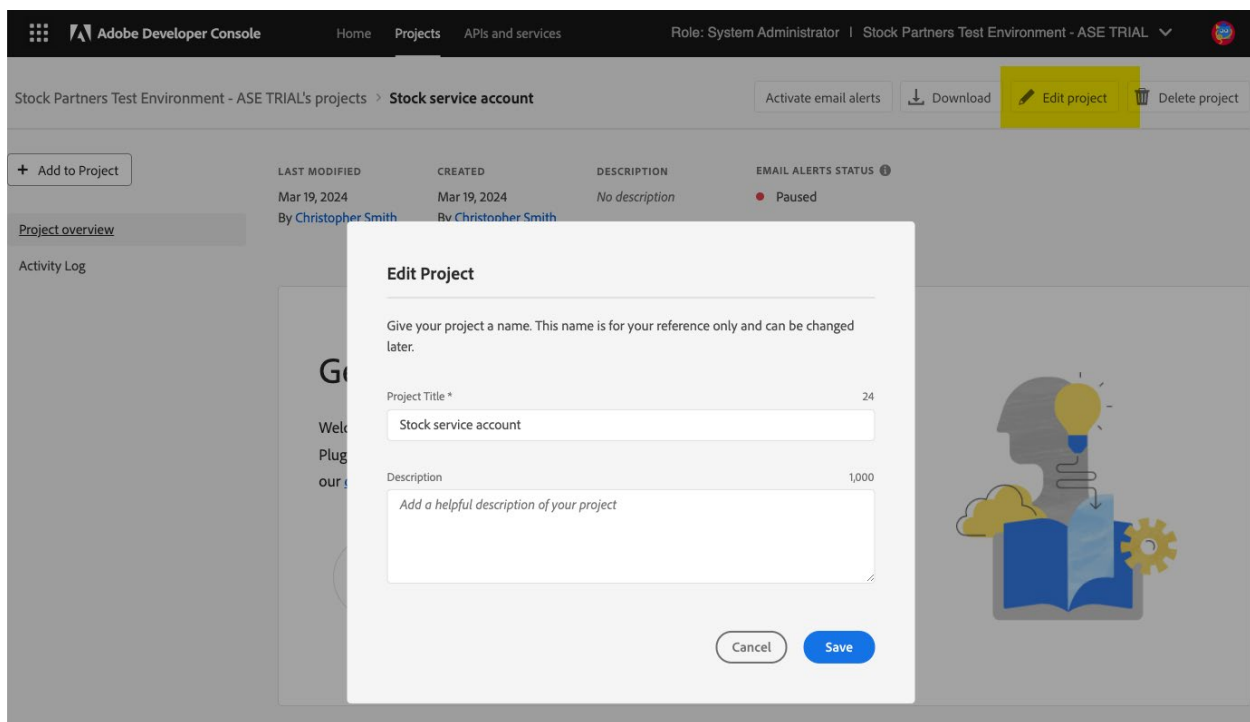 Adobe Developer Console Home Projects APIs and services Role: System Administrator | Stock Partners Test Environment - ASE TRIAL
Stock Partners Test Environment - ASE TRIAL's projects > Stock service account Activate email alerts Download Edit project Delete project
+ Add to Project
Project overview
Activity Log
LAST MODIFIED CREATED DESCRIPTION EMAIL ALERTS STATUS
Mar 19, 2024 Mar 19, 2024 No description Paused
By Christopher Smith By Christopher Smith
Edit Project
Give your project a name. This name is for your reference only and can be changed
later.
Project Title * 24
Stock service account
Description 1,000
Add a helpful description of your project
Cancel Save
Plug
our